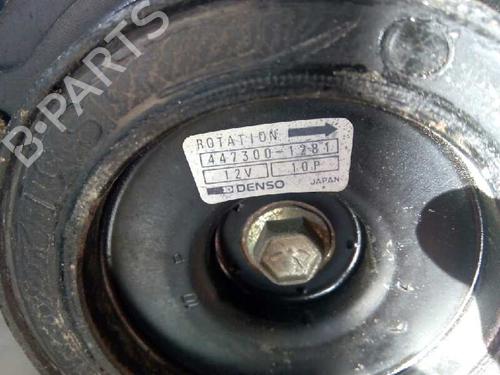 B-PARTS
ROTATION
447300-1281
12V 10P
DENSO JAPAN